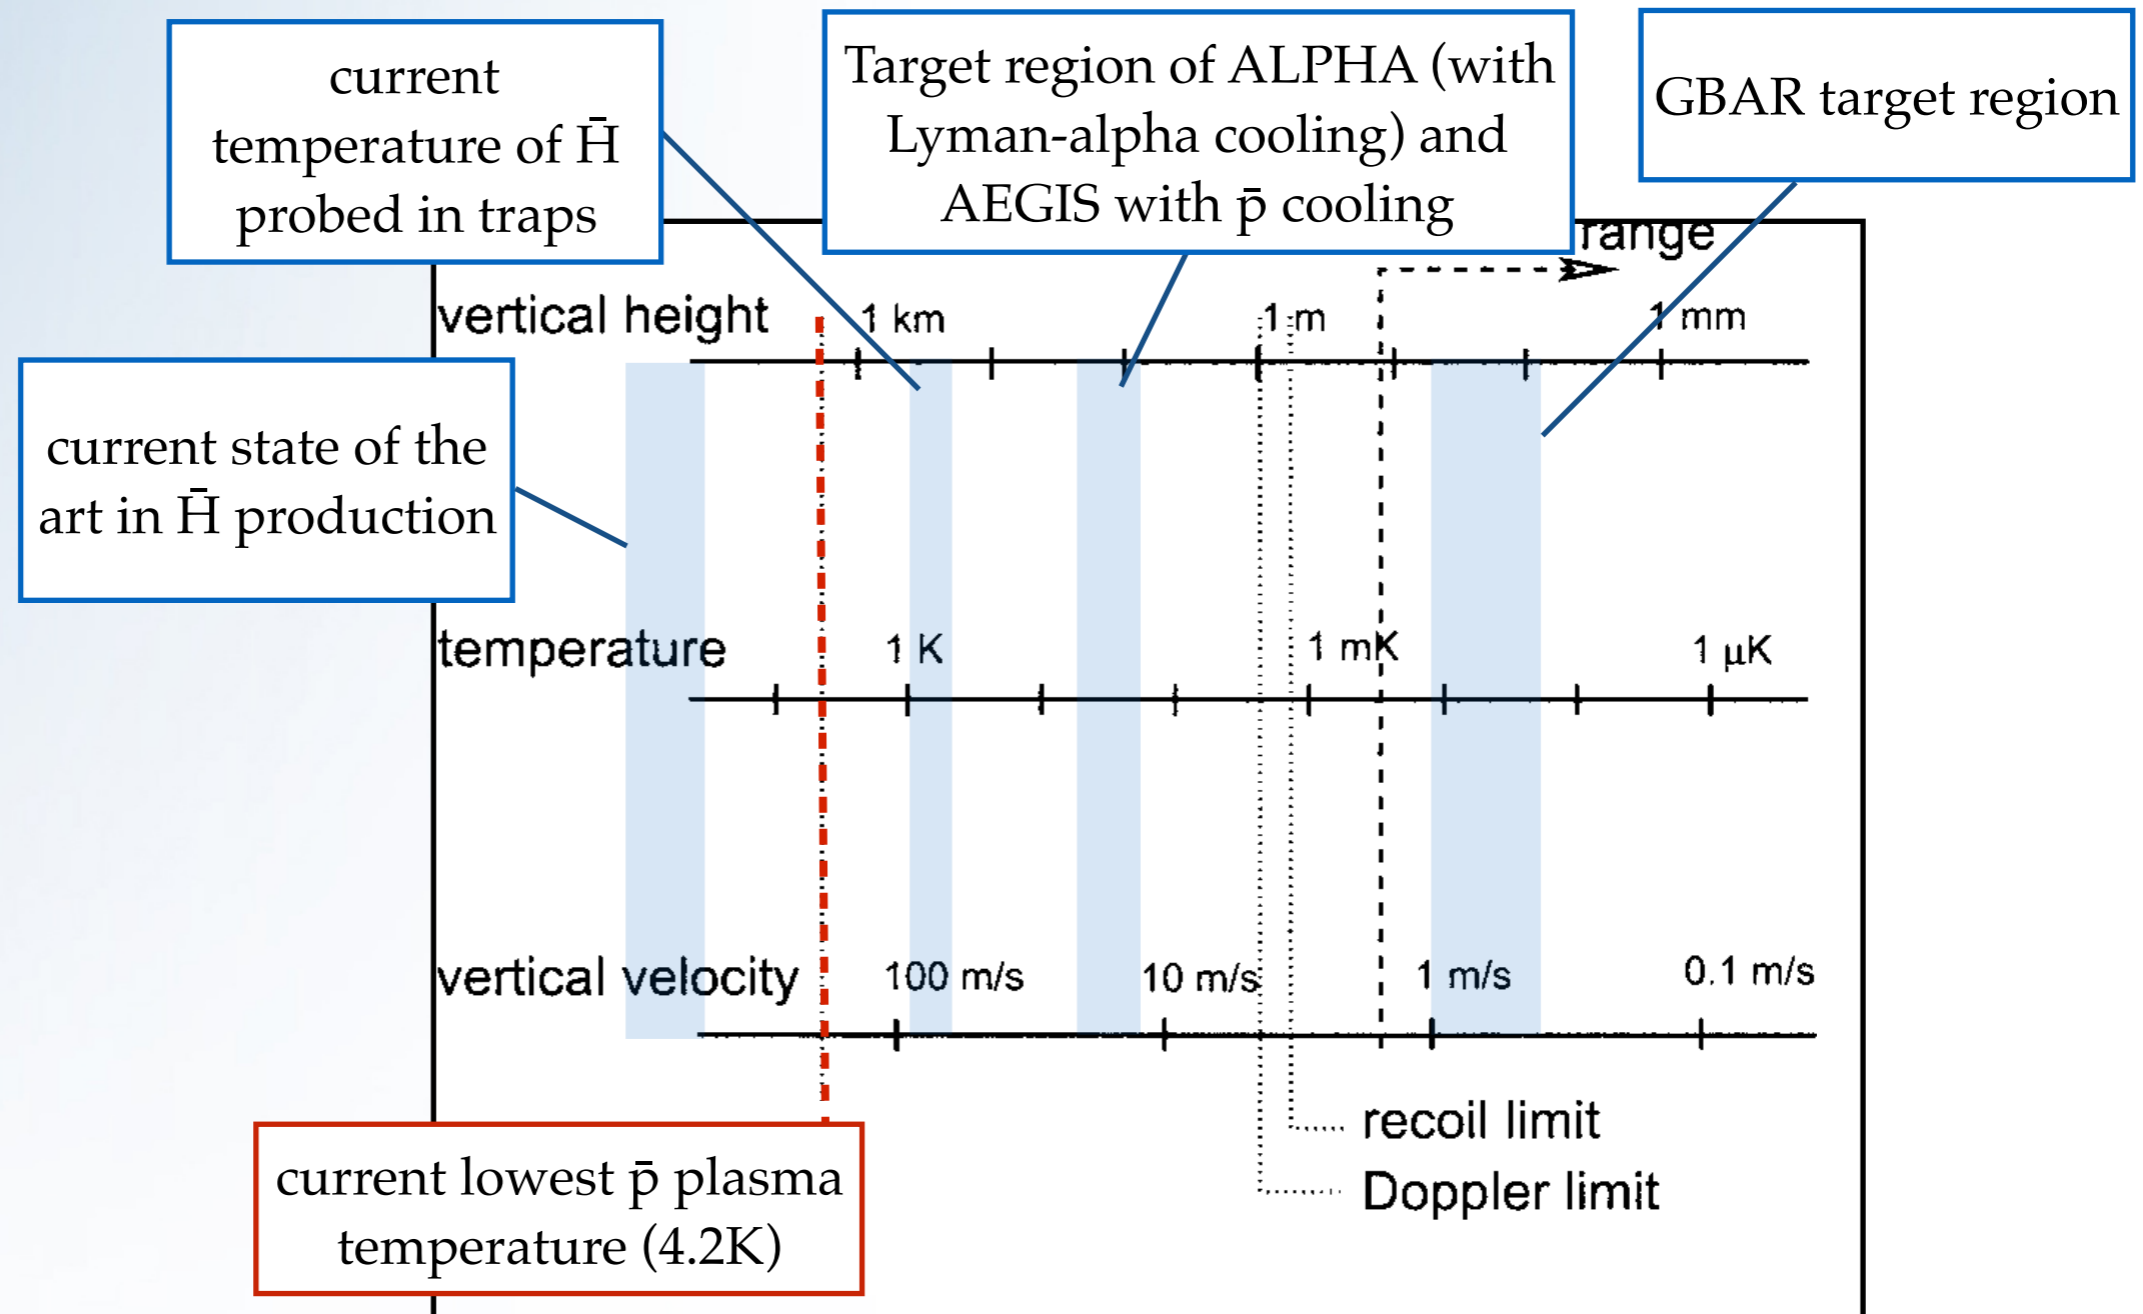 current
temperature of H̄
probed in traps
Target region of ALPHA (with
Lyman-alpha cooling) and
AEGIS with p̄ cooling
GBAR target region
range
vertical height
1 km
1 m
1 mm
current state of the
art in H̄ production
temperature
1 K
1 mK
1 μK
vertical velocity
100 m/s
10 m/s
1 m/s
0.1 m/s
recoil limit
Doppler limit
current lowest p̄ plasma
temperature (4.2K)